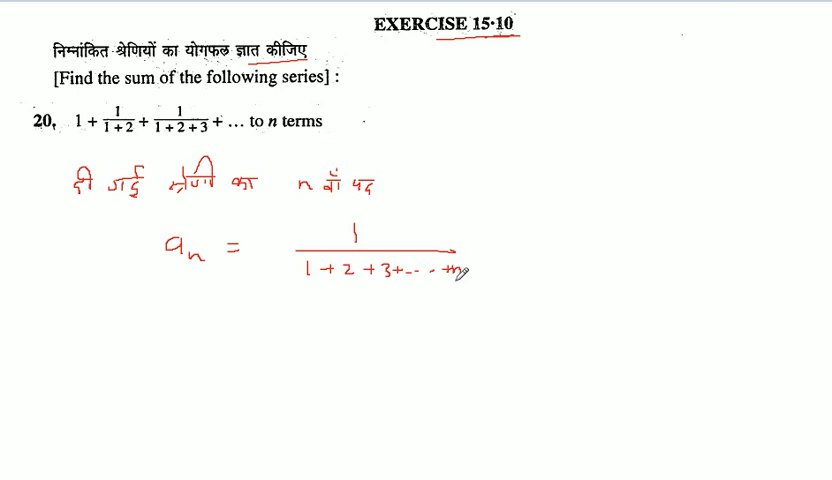 EXERCISE 15·10
निम्नांकित श्रेणियों का योगफल ज्ञात कीजिए
[Find the sum of the following series] :
20. 1 + 1/(1+2) + 1/(1+2+3) + ... to n terms
दी गई श्रेणी का n वाँ पद
aₙ = 1/(1+2+3+....+n)